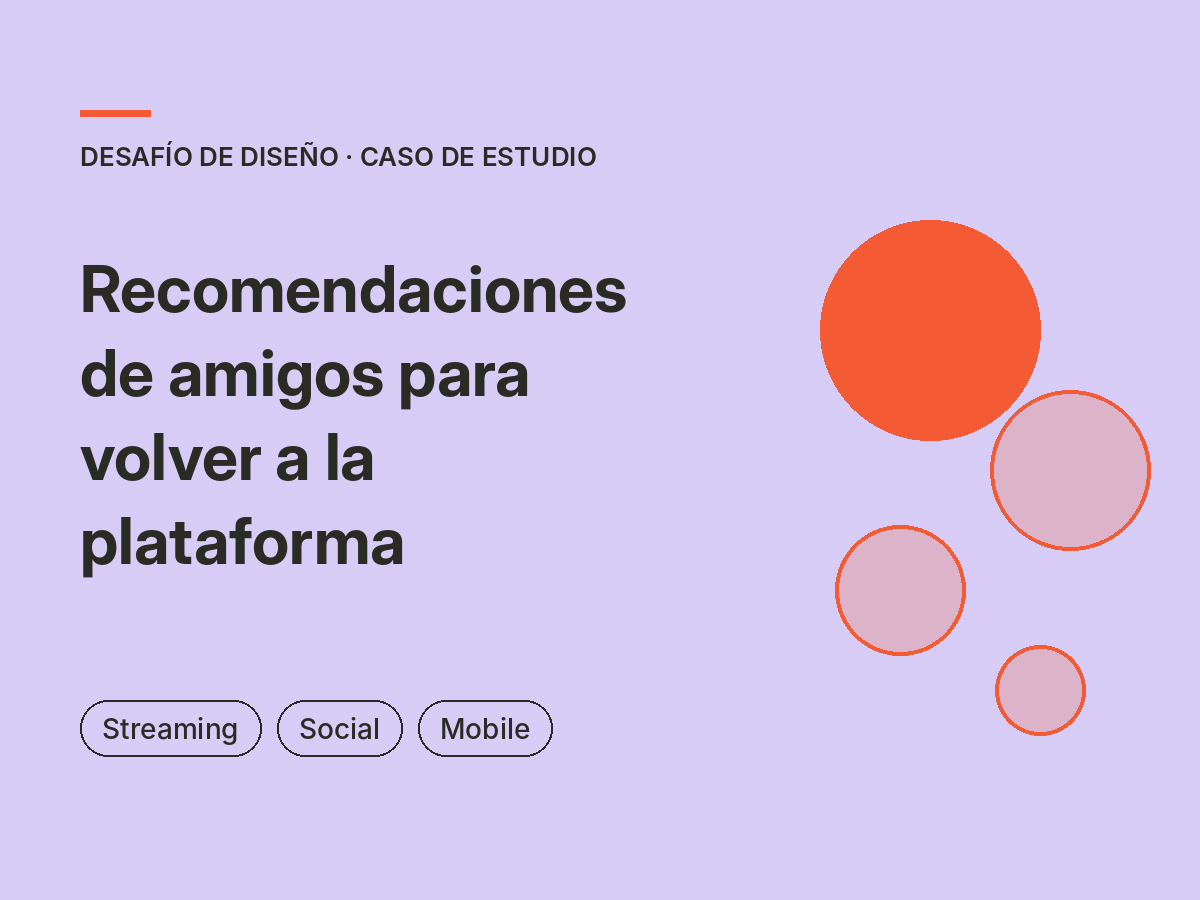 DESAFÍO DE DISEÑO · CASO DE ESTUDIO
Recomendaciones
de amigos para
volver a la
plataforma
Streaming
Social
Mobile